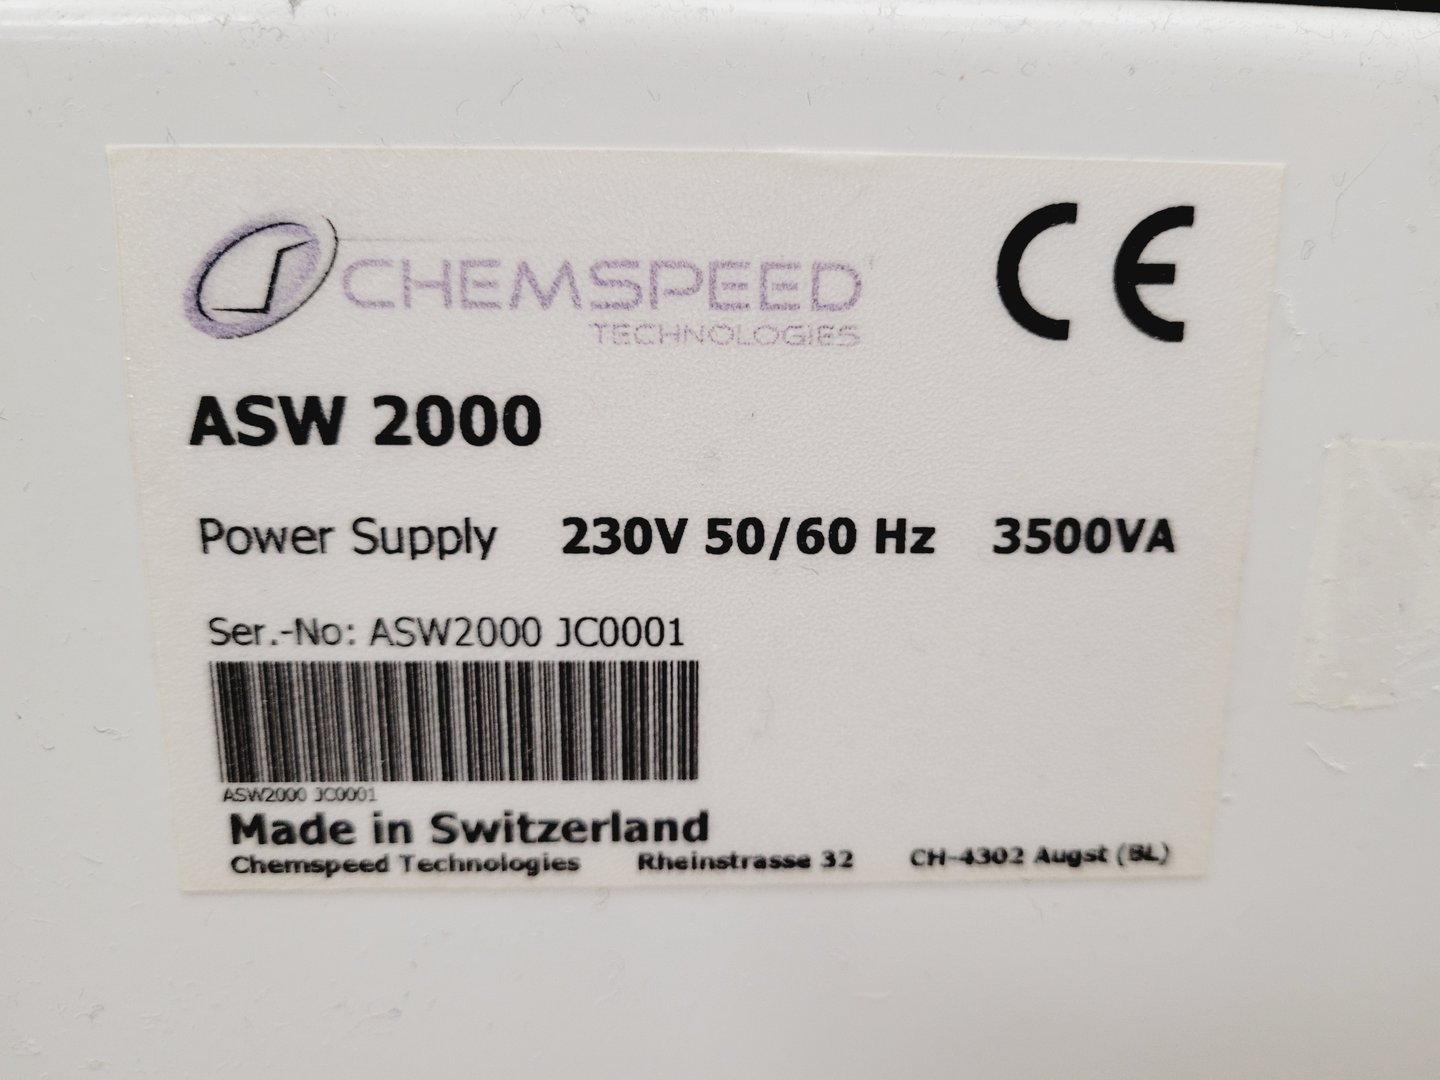 CHEMSPEED
TECHNOLOGIES
CE
ASW 2000
Power Supply 230V 50/60 Hz 3500VA
Ser.-No: ASW2000 JC0001
ASW2000 JC0001
Made in Switzerland
Chemspeed Technologies Rheinstrasse 32 CH-4302 Augst (BL)